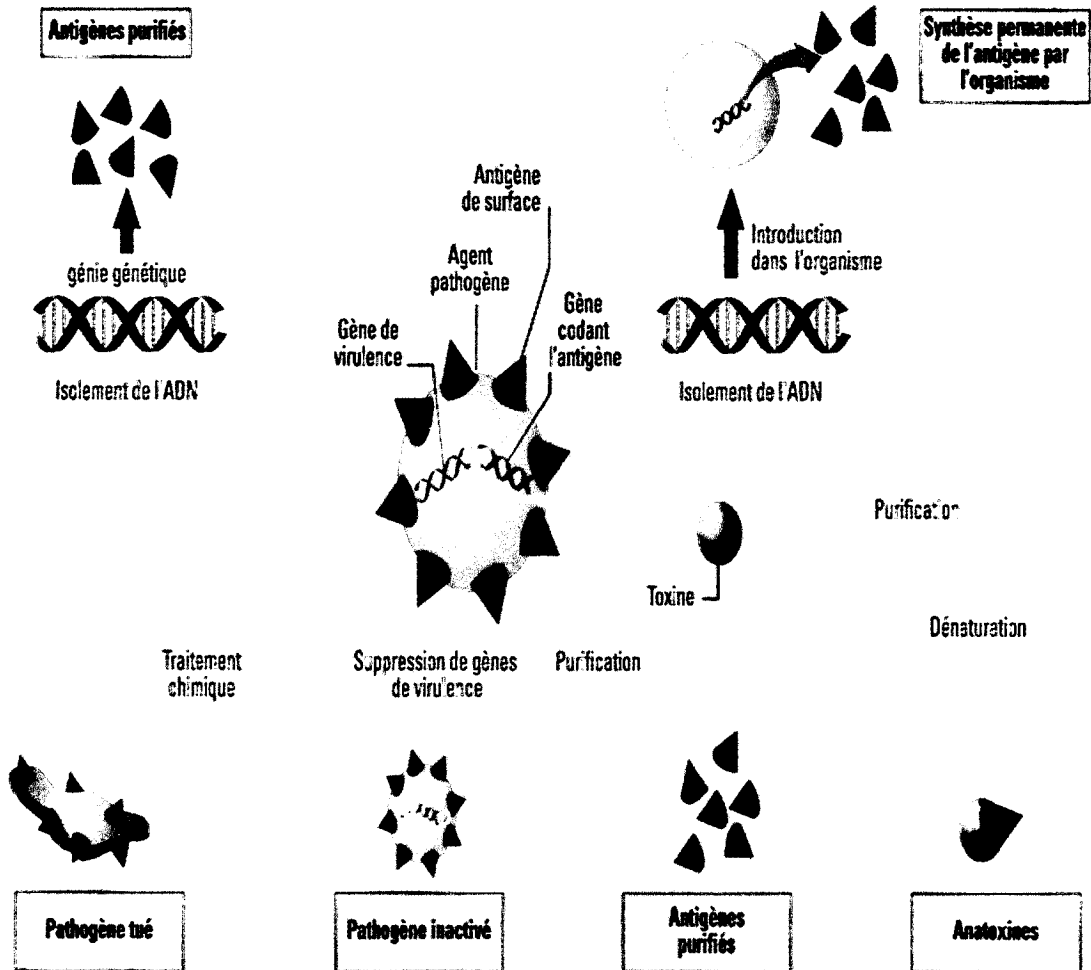 Antigènes purifiés
Synthèse permanente
de l'antigène par
l'organisme
Antigène
de surface
Introduction
dans l'organisme
génie génétique
Agent
pathogène
Gène de
virulence
Gène
codant
l'antigène
Isolement de l'ADN
Isolement de l'ADN
Purification
Toxine
Dénaturation
Traitement
chimique
Suppression de gènes
de virulence
Purification
Pathogène tué
Pathogène inactivé
Antigènes
purifiés
Anatoxines